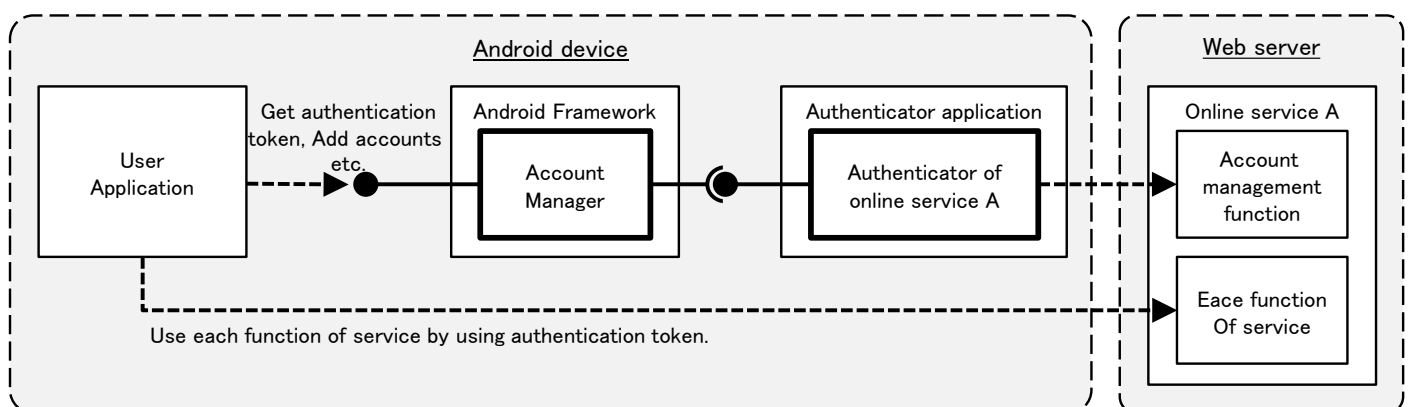 Android device
Web server
User
Application
Get authentication
token, Add accounts
etc.
Android Framework
Account
Manager
Authenticator application
Authenticator of
online service A
Online service A
Account
management
function
Eace function
Of service
Use each function of service by using authentication token.